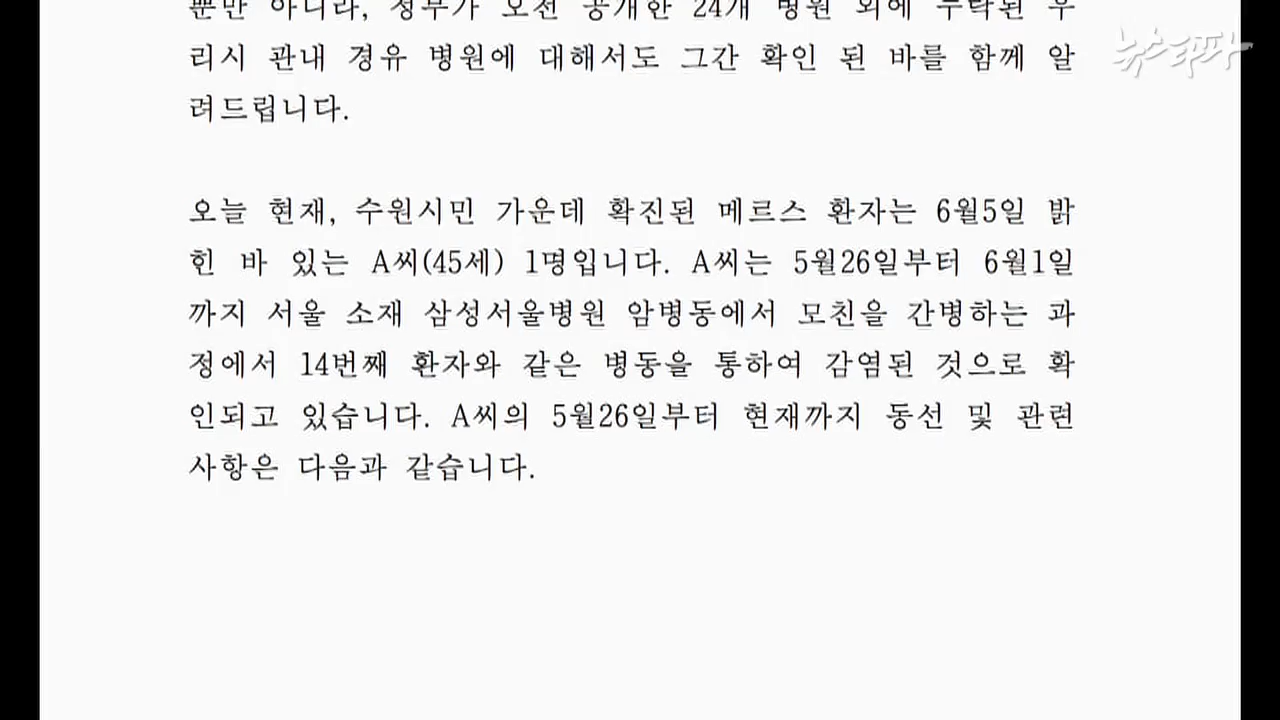 뿐만 아니라, 정부가 오전 공개한 24개 병원 외에 누락된 우
리시 관내 경유 병원에 대해서도 그간 확인 된 바를 함께 알
려드립니다.
오늘 현재, 수원시민 가운데 확진된 메르스 환자는 6월5일 밝
힌 바 있는 A씨(45세) 1명입니다. A씨는 5월26일부터 6월1일
까지 서울 소재 삼성서울병원 암병동에서 모친을 간병하는 과
정에서 14번째 환자와 같은 병동을 통하여 감염된 것으로 확
인되고 있습니다. A씨의 5월26일부터 현재까지 동선 및 관련
사항은 다음과 같습니다.
뉴스타파